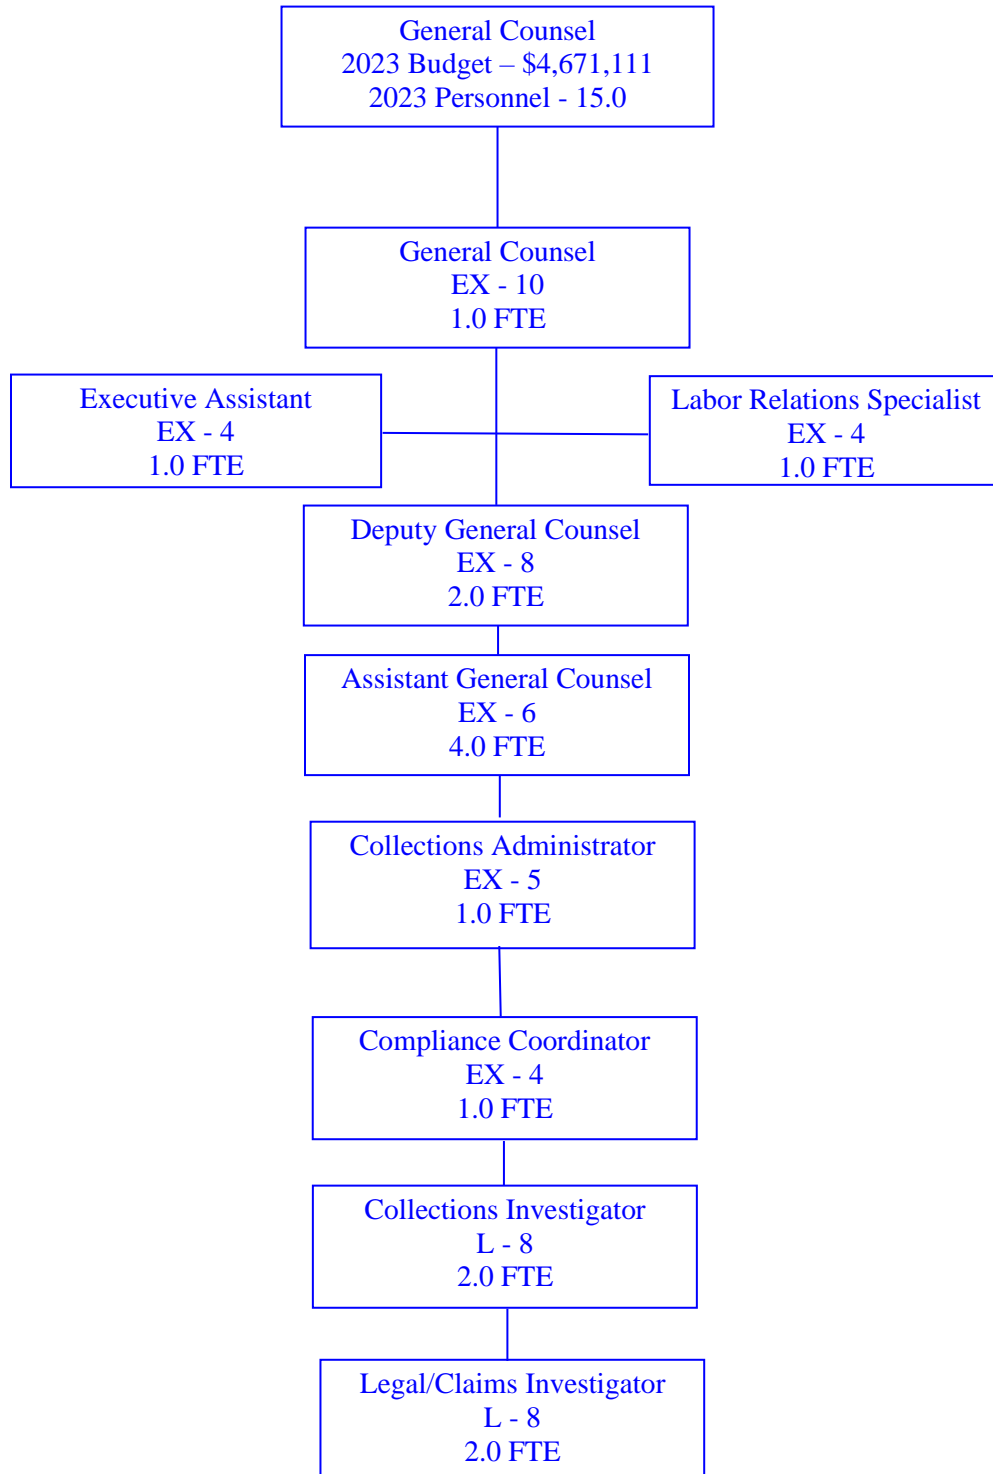 General Counsel
2023 Budget – $4,671,111
2023 Personnel - 15.0
General Counsel
EX - 10
1.0 FTE
Executive Assistant
EX - 4
1.0 FTE
Labor Relations Specialist
EX - 4
1.0 FTE
Deputy General Counsel
EX - 8
2.0 FTE
Assistant General Counsel
EX - 6
4.0 FTE
Collections Administrator
EX - 5
1.0 FTE
Compliance Coordinator
EX - 4
1.0 FTE
Collections Investigator
L - 8
2.0 FTE
Legal/Claims Investigator
L - 8
2.0 FTE